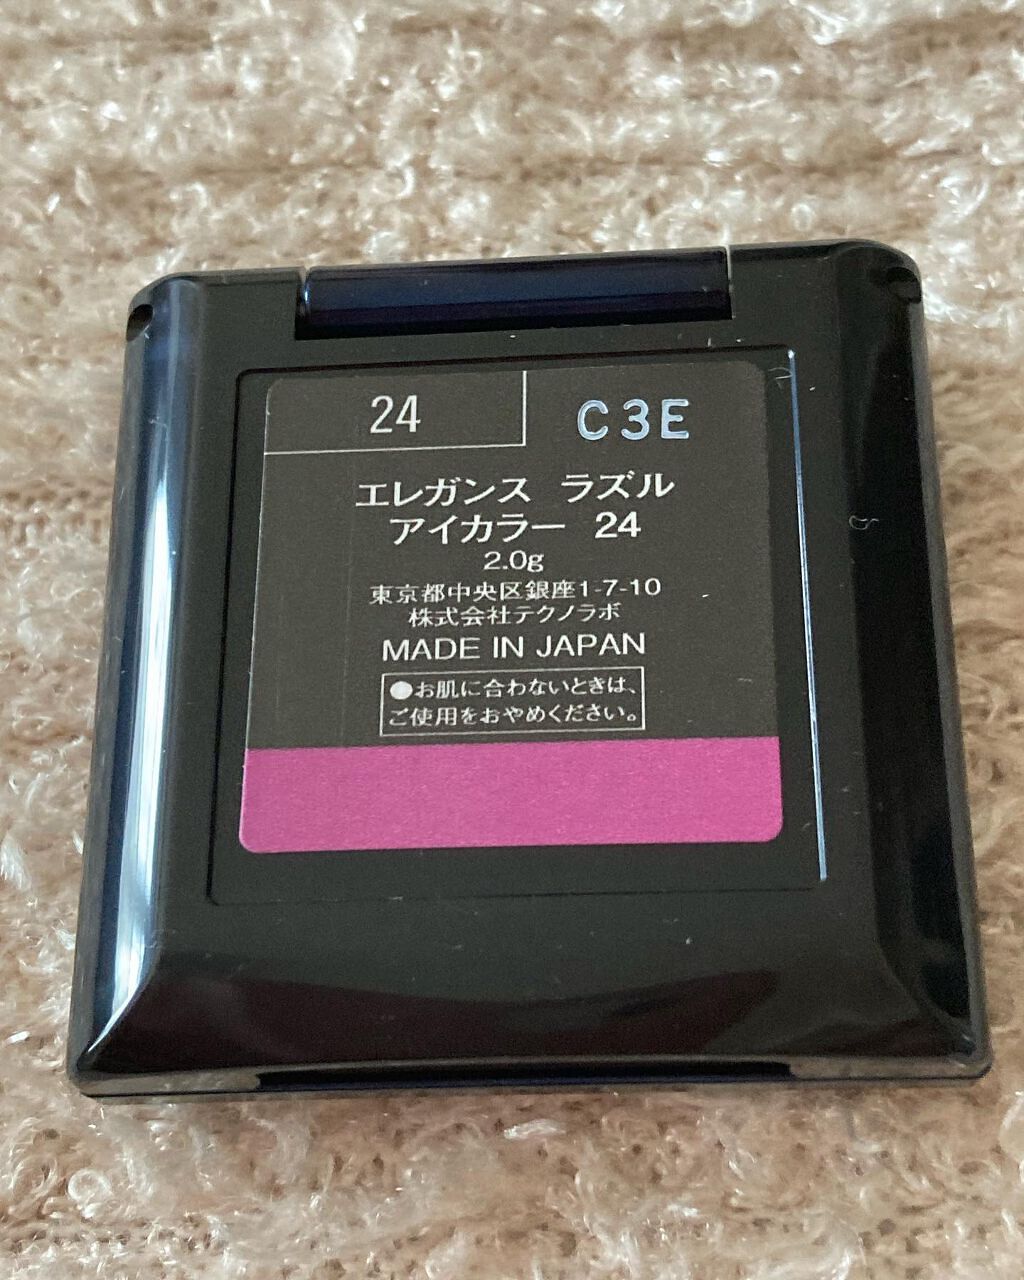 24
C3E
エレガンス ラズル
アイカラー 24
2.0g
東京都中央区銀座1-7-10
株式会社テクノラボ
MADE IN JAPAN
●お肌に合わないときは、
ご使用をおやめください。